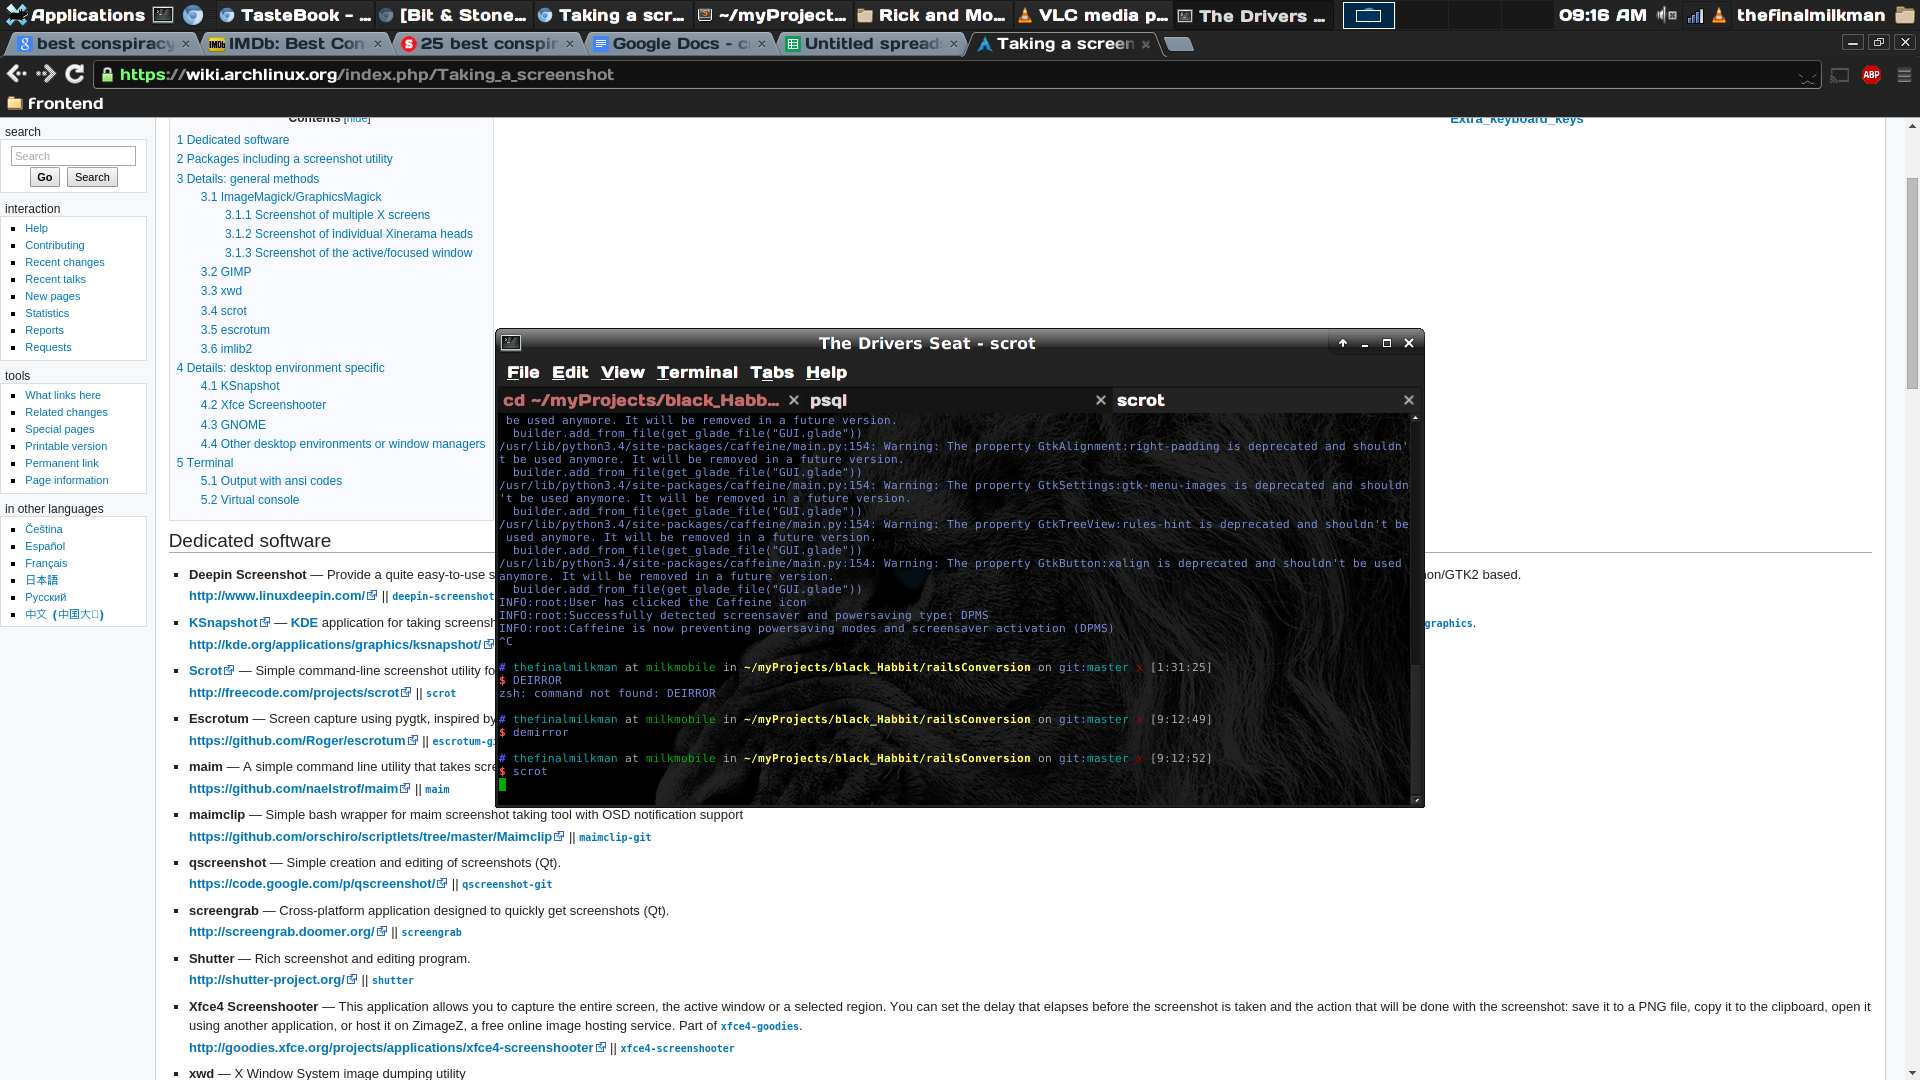 Applications
TasteBook - ...
[Bit & Stone...
Taking a scr...
~/myProject...
Rick and Mo...
VLC media p...
The Drivers ...
09:16 AM
thefinalmilkman
best conspiracy
IMDb: Best Con
25 best conspir
Google Docs - c
Untitled spread
Taking a screen
https://wiki.archlinux.org/index.php/Taking_a_screenshot
ABP
frontend
search
Search
Go Search
interaction
Help
Contributing
Recent changes
Recent talks
New pages
Statistics
Reports
Requests
tools
What links here
Related changes
Special pages
Printable version
Permanent link
Page information
in other languages
Čeština
Español
Français
日本語
Русский
Contents [hide]
1 Dedicated software
2 Packages including a screenshot utility
3 Details: general methods
3.1 ImageMagick/GraphicsMagick
3.1.1 Screenshot of multiple X screens
3.1.2 Screenshot of individual Xinerama heads
3.1.3 Screenshot of the active/focused window
3.2 GIMP
3.3 xwd
3.4 scrot
3.5 escrotum
3.6 imlib2
4 Details: desktop environment specific
4.1 KSnapshot
4.2 Xfce Screenshooter
4.3 GNOME
4.4 Other desktop environments or window managers
5 Terminal
5.1 Output with ansi codes
5.2 Virtual console
Extra_keyboard_keys
Dedicated software
Deepin Screenshot — Provide a quite easy-to-use s
on/GTK2 based.
http://www.linuxdeepin.com/ || deepin-screenshot
KSnapshot — KDE application for taking screensh
graphics.
http://kde.org/applications/graphics/ksnapshot/
Scrot — Simple command-line screenshot utility fo
http://freecode.com/projects/scrot || scrot
Escrotum — Screen capture using pygtk, inspired by
https://github.com/Roger/escrotum || escrotum-gi
maim — A simple command line utility that takes scre
https://github.com/naelstrof/maim || maim
maimclip — Simple bash wrapper for maim screenshot taking tool with OSD notification support
https://github.com/orschiro/scriptlets/tree/master/Maimclip || maimclip-git
qscreenshot — Simple creation and editing of screenshots (Qt).
https://code.google.com/p/qscreenshot/ || qscreenshot-git
screengrab — Cross-platform application designed to quickly get screenshots (Qt).
http://screengrab.doomer.org/ || screengrab
Shutter — Rich screenshot and editing program.
http://shutter-project.org/ || shutter
Xfce4 Screenshooter — This application allows you to capture the entire screen, the active window or a selected region. You can set the delay that elapses before the screenshot is taken and the action that will be done with the screenshot: save it to a PNG file, copy it to the clipboard, open it
using another application, or host it on ZimageZ, a free online image hosting service. Part of xfce4-goodies.
http://goodies.xfce.org/projects/applications/xfce4-screenshooter || xfce4-screenshooter
xwd — X Window System image dumping utility
The Drivers Seat - scrot
File Edit View Terminal Tabs Help
cd ~/myProjects/black_Habb...
psql
scrot
be used anymore. It will be removed in a future version.
builder.add_from_file(get_glade_file("GUI.glade"))
/usr/lib/python3.4/site-packages/caffeine/main.py:154: Warning: The property GtkAlignment:right-padding is deprecated and shouldn'
t be used anymore. It will be removed in a future version.
builder.add_from_file(get_glade_file("GUI.glade"))
/usr/lib/python3.4/site-packages/caffeine/main.py:154: Warning: The property GtkSettings:gtk-menu-images is deprecated and shouldn
't be used anymore. It will be removed in a future version.
builder.add_from_file(get_glade_file("GUI.glade"))
/usr/lib/python3.4/site-packages/caffeine/main.py:154: Warning: The property GtkTreeView:rules-hint is deprecated and shouldn't be
used anymore. It will be removed in a future version.
builder.add_from_file(get_glade_file("GUI.glade"))
/usr/lib/python3.4/site-packages/caffeine/main.py:154: Warning: The property GtkButton:xalign is deprecated and shouldn't be used
anymore. It will be removed in a future version.
builder.add_from_file(get_glade_file("GUI.glade"))
INFO:root:User has clicked the Caffeine icon
INFO:root:Successfully detected screensaver and powersaving type: DPMS
INFO:root:Caffeine is now preventing powersaving modes and screensaver activation (DPMS)
^C
# thefinalmilkman at milkmobile in ~/myProjects/black_Habbit/railsConversion on git:master x [1:31:25]
$ DEIRROR
zsh: command not found: DEIRROR
# thefinalmilkman at milkmobile in ~/myProjects/black_Habbit/railsConversion on git:master x [9:12:49]
$ demirror
# thefinalmilkman at milkmobile in ~/myProjects/black_Habbit/railsConversion on git:master x [9:12:52]
$ scrot